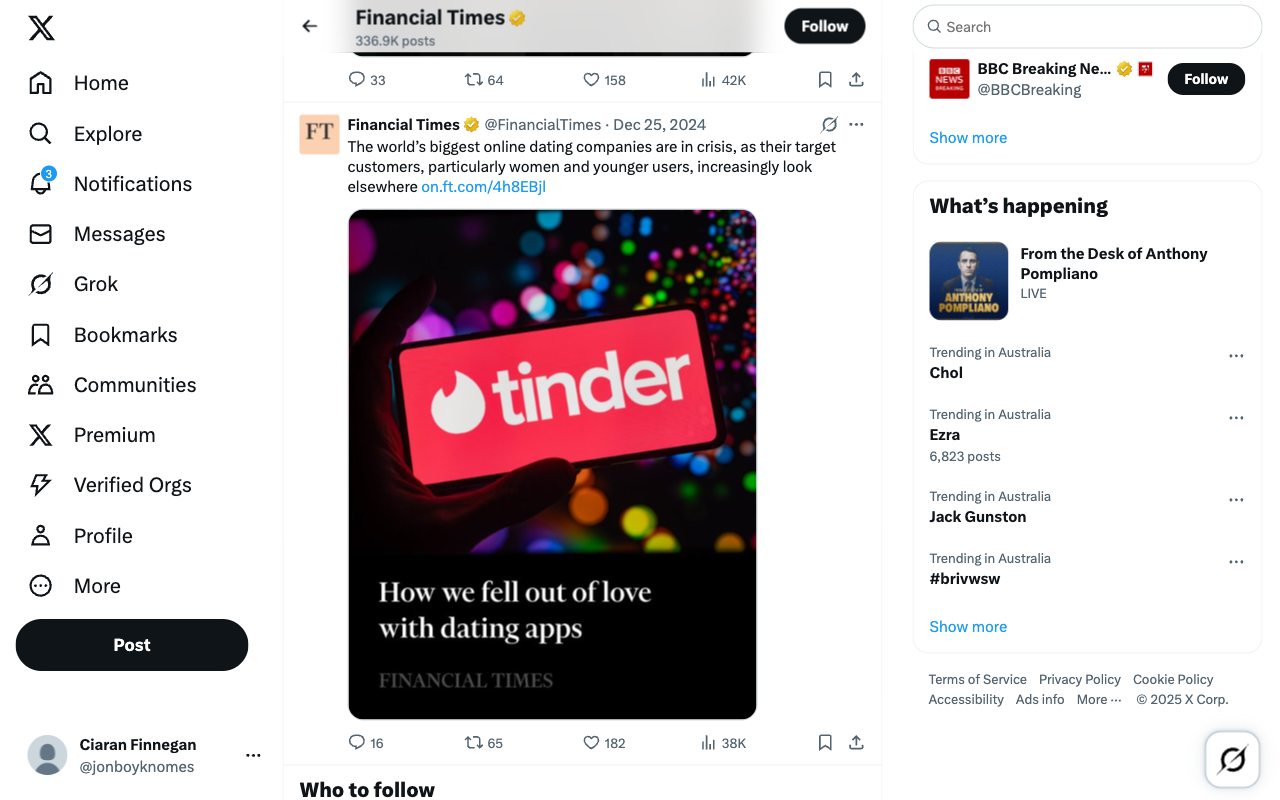 Home
Explore
3
Notifications
Messages
Grok
Bookmarks
Communities
Premium
Verified Orgs
Profile
More
Post
Ciaran Finnegan
@jonboyknomes
Financial Times
336.9K posts
Follow
33 64 158 42K
FT
Financial Times @FinancialTimes · Dec 25, 2024
The world’s biggest online dating companies are in crisis, as their target
customers, particularly women and younger users, increasingly look
elsewhere on.ft.com/4h8EBjl
tinder
How we fell out of love
with dating apps
FINANCIAL TIMES
16 65 182 38K
Who to follow
Search
BBC
NEWS
BREAKING
BBC Breaking Ne...
@BBCBreaking
Follow
Show more
What’s happening
ANTHONY
POMPLIANO
From the Desk of Anthony
Pompliano
LIVE
Trending in Australia
Chol
Trending in Australia
Ezra
6,823 posts
Trending in Australia
Jack Gunston
Trending in Australia
#brivwsw
Show more
Terms of Service Privacy Policy Cookie Policy
Accessibility Ads info More ··· © 2025 X Corp.